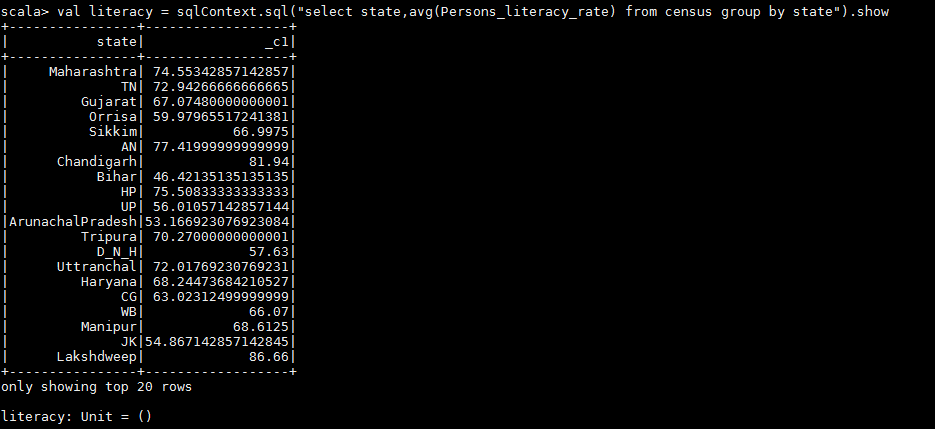 scala> val literacy = sqlContext.sql("select state,avg(Persons_literacy_rate) from census group by state").show
+----------------+------------------+
|           state|               _c1|
+----------------+------------------+
|     Maharashtra| 74.55342857142857|
|              TN| 72.94266666666665|
|         Gujarat| 67.07480000000001|
|          Orrisa| 59.97965517241381|
|          Sikkim|           66.9975|
|              AN| 77.41999999999999|
|      Chandigarh|             81.94|
|           Bihar| 46.42135135135135|
|              HP| 75.50833333333333|
|              UP| 56.01057142857144|
|ArunachalPradesh|53.166923076923084|
|         Tripura| 70.27000000000001|
|           D_N_H|             57.63|
|      Uttranchal| 72.01769230769231|
|         Haryana| 68.24473684210527|
|              CG| 63.02312499999999|
|              WB|             66.07|
|         Manipur|           68.6125|
|              JK|54.867142857142845|
|      Lakshdweep|             86.66|
+----------------+------------------+
only showing top 20 rows
literacy: Unit = ()